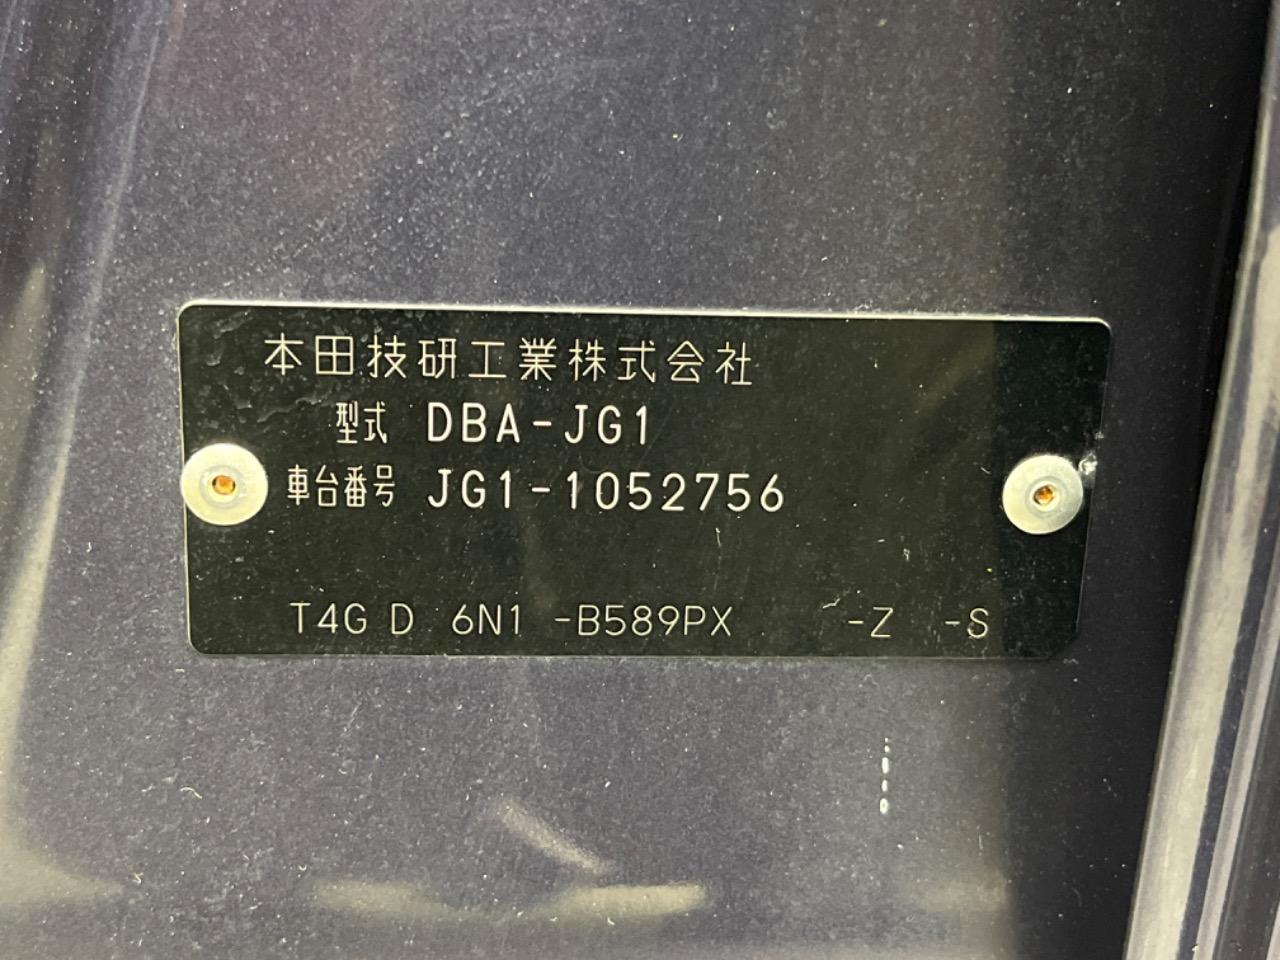 本田技研工業株式会社
型式 DBA-JG1
車台番号 JG1-1052756
T4G D 6N1 -B589PX -Z -S